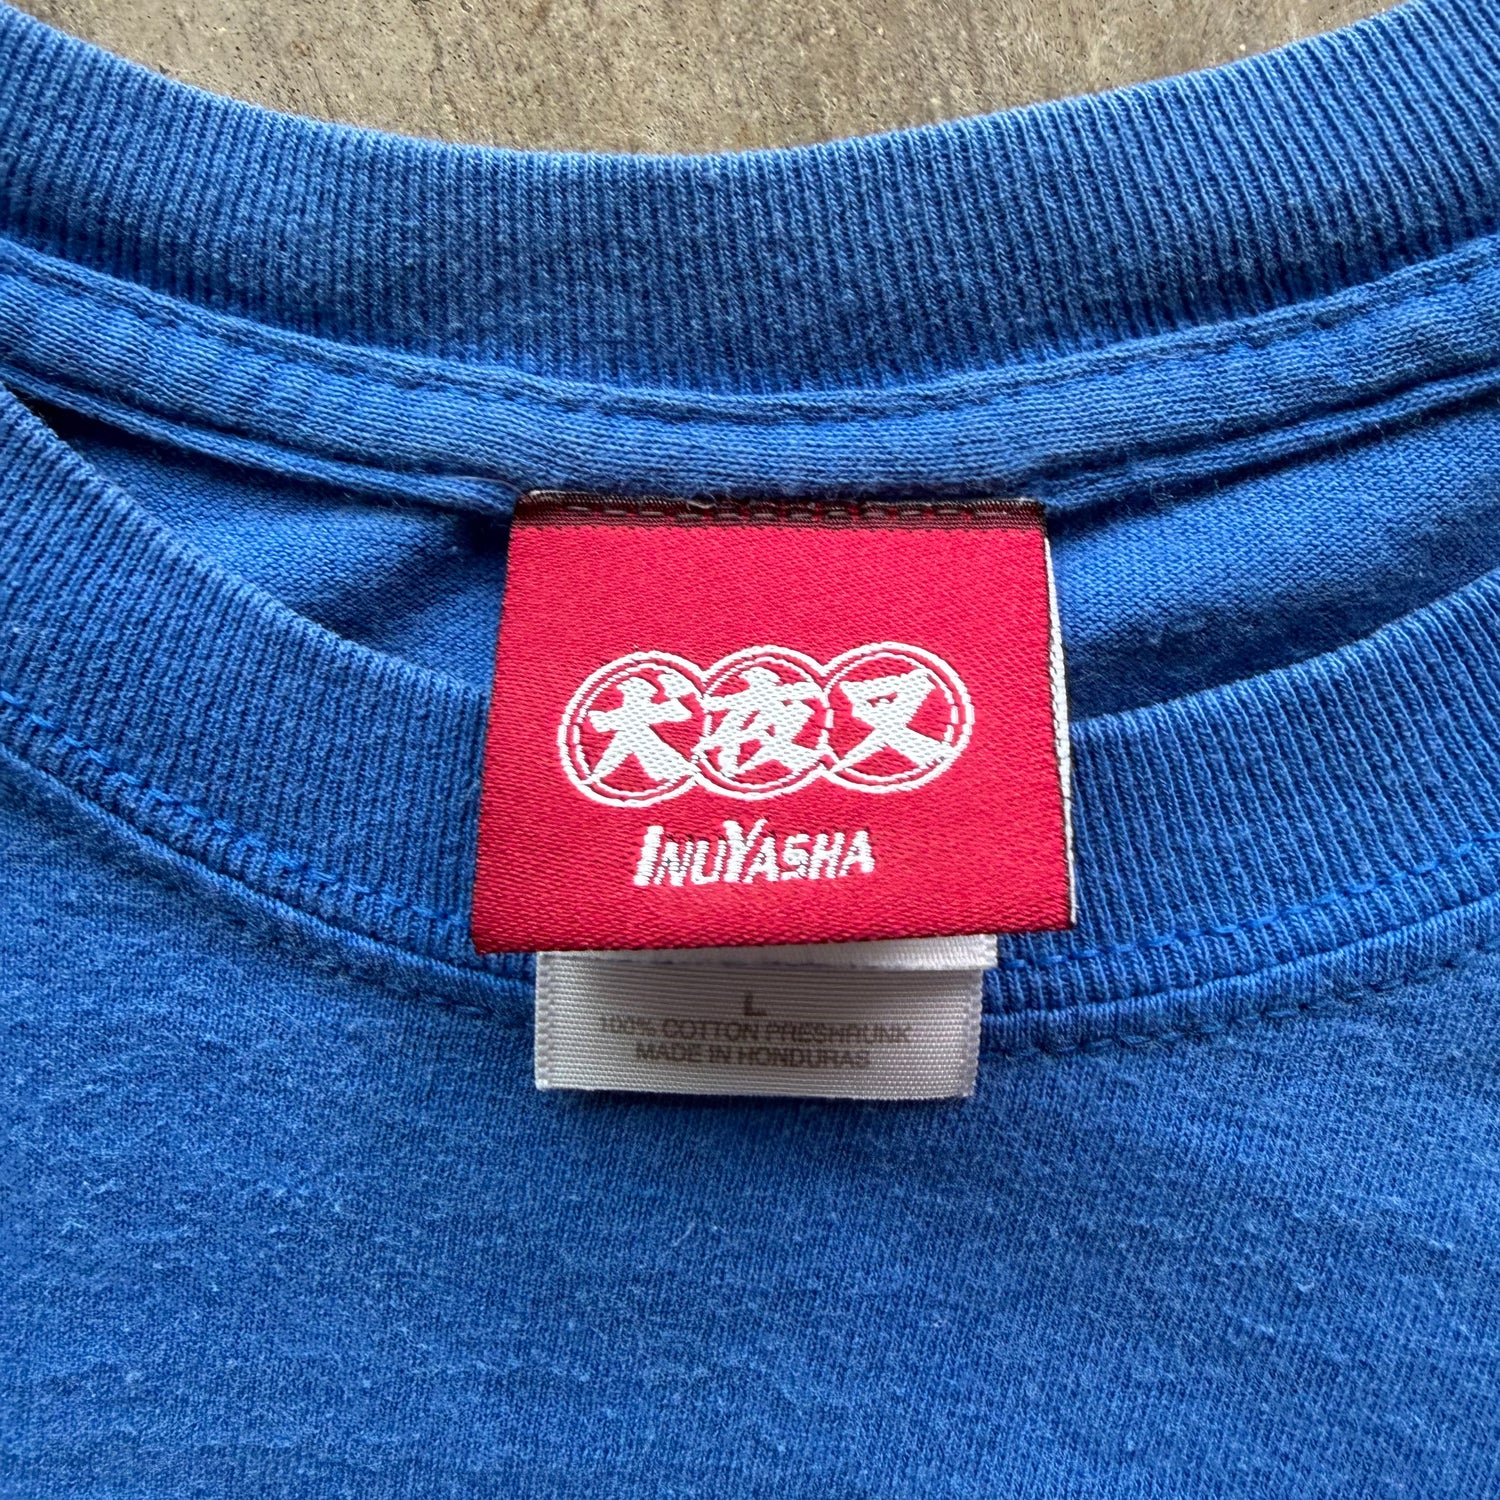 犬夜叉
INUYASHA
L
100% COTTON PRESHRUNK
MADE IN HONDURAS